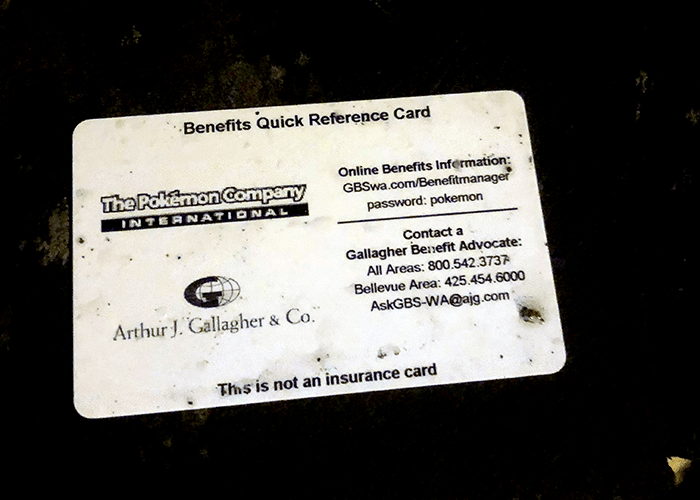 Benefits Quick Reference Card
The Pokémon Company
INTERNATIONAL
Arthur J. Gallagher & Co.
Online Benefits Information:
GBSwa.com/Benefitmanager
password: pokemon
Contact a
Gallagher Benefit Advocate:
All Areas: 800.542.3737
Bellevue Area: 425.454.6000
AskGBS-WA@ajg.com
This is not an insurance card